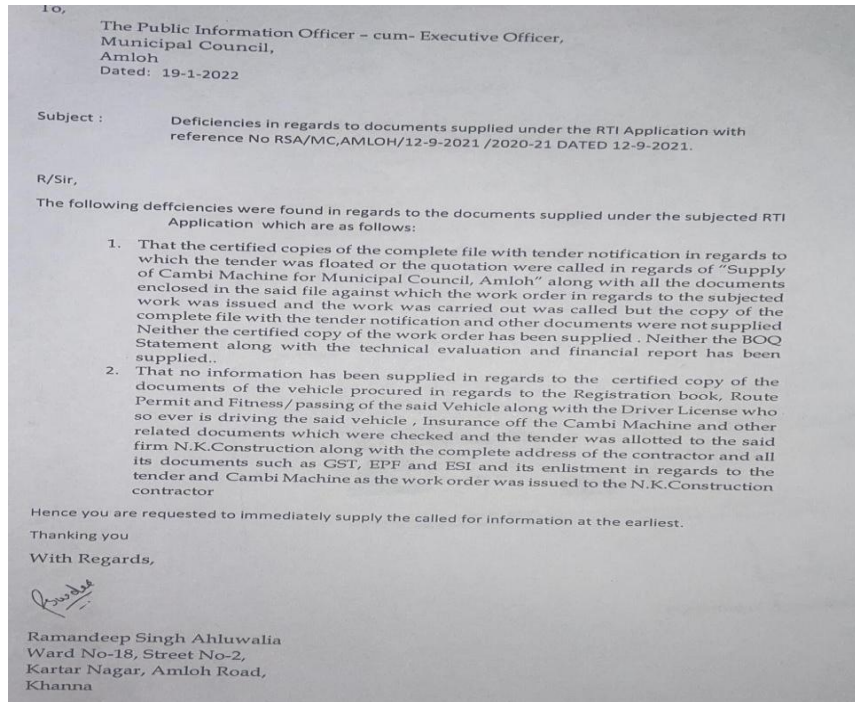 To,
The Public Information Officer – cum- Executive Officer,
Municipal Council,
Amloh
Dated: 19-1-2022
Subject : Deficiencies in regards to documents supplied under the RTI Application with
reference No RSA/MC,AMLOH/12-9-2021 /2020-21 DATED 12-9-2021.
R/Sir,
The following deffciencies were found in regards to the documents supplied under the subjected RTI
Application which are as follows:
1. That the certified copies of the complete file with tender notification in regards to
which the tender was floated or the quotation were called in regards of "Supply
of Cambi Machine for Municipal Council, Amloh" along with all the documents
enclosed in the said file against which the work order in regards to the subjected
work was issued and the work was carried out was called but the copy of the
complete file with the tender notification and other documents were not supplied
Neither the certified copy of the work order has been supplied . Neither the BOQ
Statement along with the technical evaluation and financial report has been
supplied..
2. That no information has been supplied in regards to the certified copy of the
documents of the vehicle procured in regards to the Registration book, Route
Permit and Fitness/passing of the said Vehicle along with the Driver License who
so ever is driving the said vehicle , Insurance off the Cambi Machine and other
related documents which were checked and the tender was allotted to the said
firm N.K.Construction along with the complete address of the contractor and all
its documents such as GST, EPF and ESI and its enlistment in regards to the
tender and Cambi Machine as the work order was issued to the N.K.Construction
contractor
Hence you are requested to immediately supply the called for information at the earliest.
Thanking you
With Regards,
Ramandeep Singh Ahluwalia
Ward No-18, Street No-2,
Kartar Nagar, Amloh Road,
Khanna